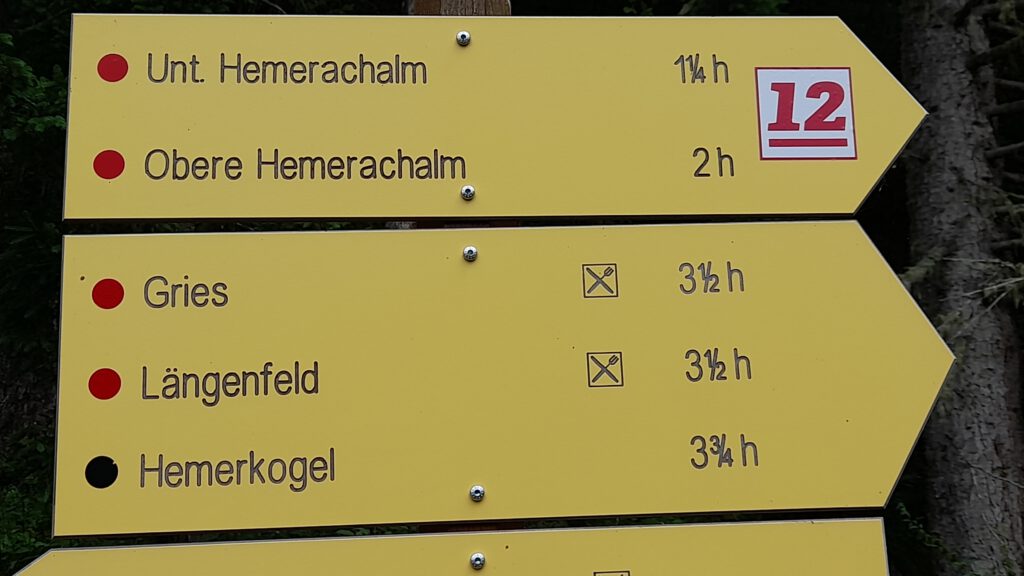 Unt. Hemerachalm 1¼ h
12
Obere Hemerachalm 2 h
Gries 3½ h
Längenfeld 3½ h
Hemerkogel 3¾ h